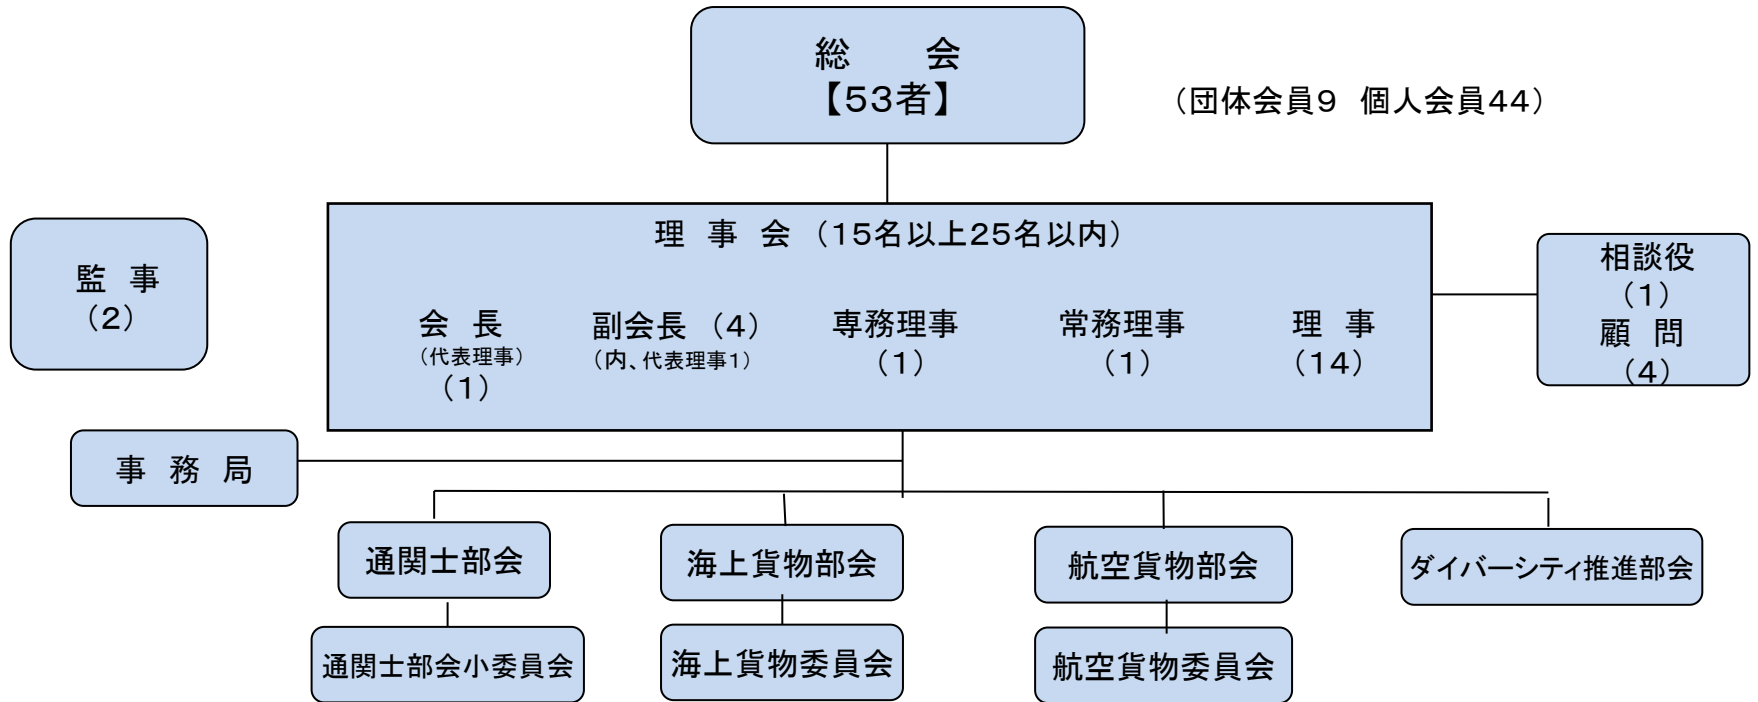 総　　会
【53者】
（団体会員9　個人会員44）
監　事
（2）
理　事　会　（15名以上25名以内）
会　長
（代表理事）
（1）
副会長　（4）
（内、代表理事1）
専務理事
（1）
常務理事
（1）
理　事
（14）
相談役
（1）
顧　問
（4）
事　務　局
通関士部会
海上貨物部会
航空貨物部会
ダイバーシティ推進部会
通関士部会小委員会
海上貨物委員会
航空貨物委員会